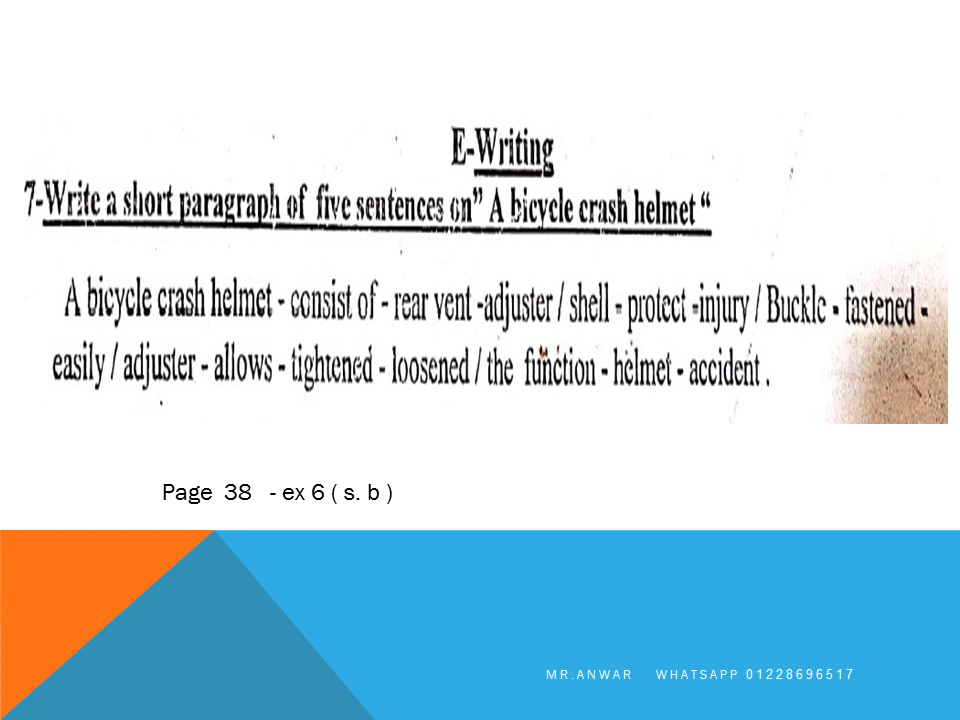 E-Writing
7-Write a short paragraph of five sentences on" A bicycle crash helmet "
A bicycle crash helmet - consist of - rear vent -adjuster / shell - protect -injury / Buckle - fastened -
easily / adjuster - allows - tightened - loosened / the function - helmet - accident .
Page 38 - ex 6 ( s. b )
MR.ANWAR WHATSAPP 01228696517